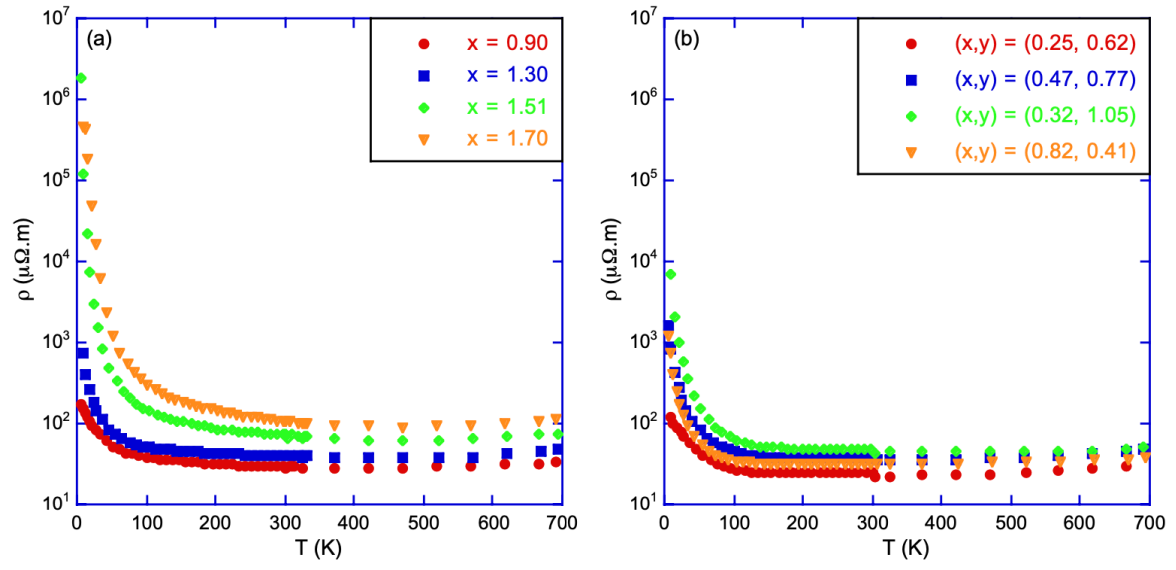 (a)
x = 0.90
x = 1.30
x = 1.51
x = 1.70
10⁷
10⁶
10⁵
10⁴
10³
10²
10¹
ρ (μΩ.m)
0 100 200 300 400 500 600 700
T (K)
(b)
(x,y) = (0.25, 0.62)
(x,y) = (0.47, 0.77)
(x,y) = (0.32, 1.05)
(x,y) = (0.82, 0.41)
10⁷
10⁶
10⁵
10⁴
10³
10²
10¹
ρ (μΩ.m)
0 100 200 300 400 500 600 700
T (K)